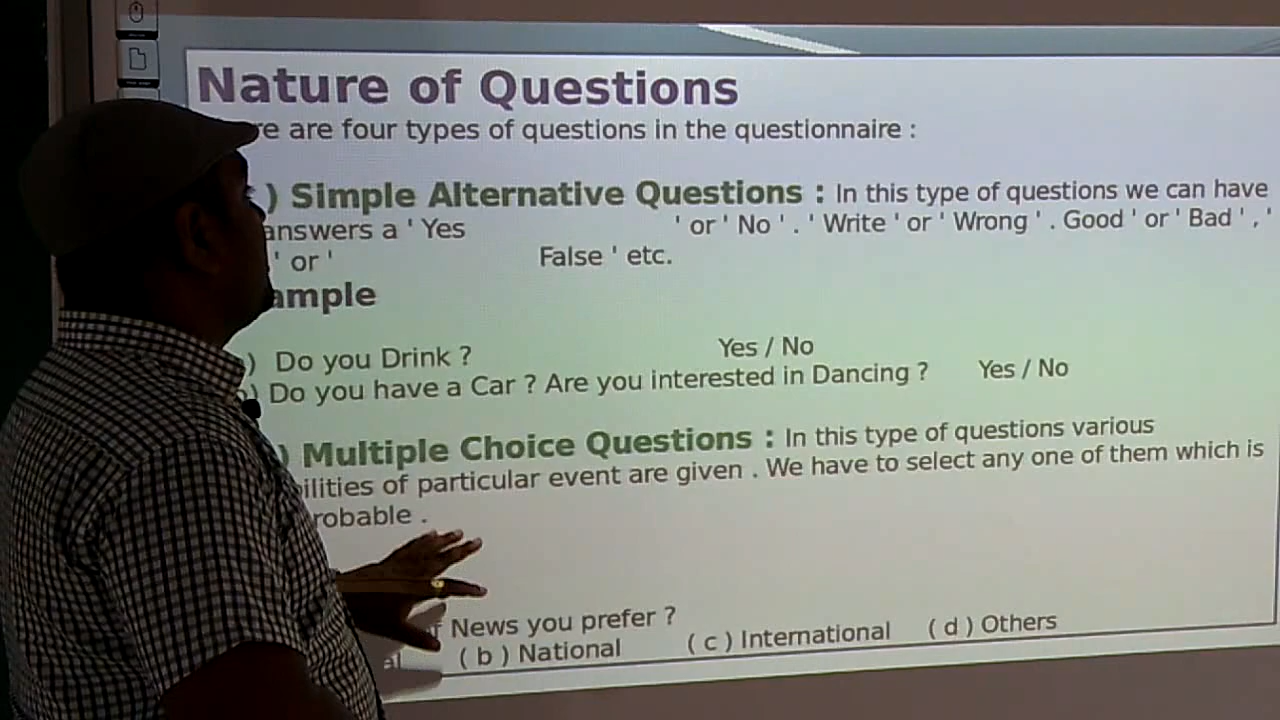 Nature of Questions
are four types of questions in the questionnaire :
) Simple Alternative Questions : In this type of questions we can have
answers a ' Yes ' or ' No ' . ' Write ' or ' Wrong ' . Good ' or ' Bad ' , '
' or ' False ' etc.
) Do you Drink ? Yes / No
) Do you have a Car ? Are you interested in Dancing ? Yes / No
) Multiple Choice Questions : In this type of questions various
of particular event are given . We have to select any one of them which is
.
News you prefer ?
( b ) National ( c ) International ( d ) Others